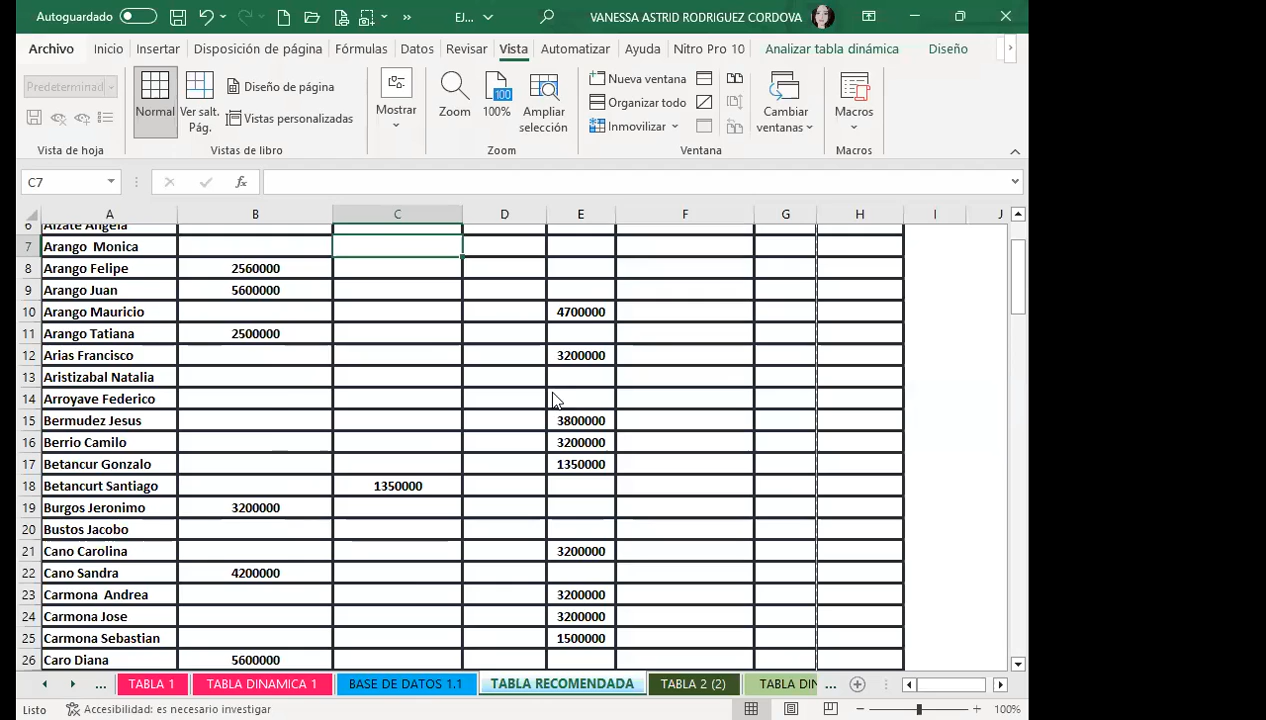 Autoguardado EJ... VANESSA ASTRID RODRIGUEZ CORDOVA
Archivo Inicio Insertar Disposición de página Fórmulas Datos Revisar Vista Automatizar Ayuda Nitro Pro 10 Analizar tabla dinámica Diseño
Predeterminad
Normal
Ver salt. Pág.
Diseño de página
Vistas personalizadas
Mostrar
Zoom
100
100%
Ampliar selección
Nueva ventana
Organizar todo
Inmovilizar
Cambiar ventanas
Macros
Vista de hoja Vistas de libro Zoom Ventana Macros
C7 fx
A B C D E F G H I J
6 Alzate Angela
7 Arango Monica
8 Arango Felipe 2560000
9 Arango Juan 5600000
10 Arango Mauricio 4700000
11 Arango Tatiana 2500000
12 Arias Francisco 3200000
13 Aristizabal Natalia
14 Arroyave Federico
15 Bermudez Jesus 3800000
16 Berrio Camilo 3200000
17 Betancur Gonzalo 1350000
18 Betancurt Santiago 1350000
19 Burgos Jeronimo 3200000
20 Bustos Jacobo
21 Cano Carolina 3200000
22 Cano Sandra 4200000
23 Carmona Andrea 3200000
24 Carmona Jose 3200000
25 Carmona Sebastian 1500000
26 Caro Diana 5600000
... TABLA 1 TABLA DINAMICA 1 BASE DE DATOS 1.1 TABLA RECOMENDADA TABLA 2 (2) TABLA DIN ...
Listo Accesibilidad: es necesario investigar 100%